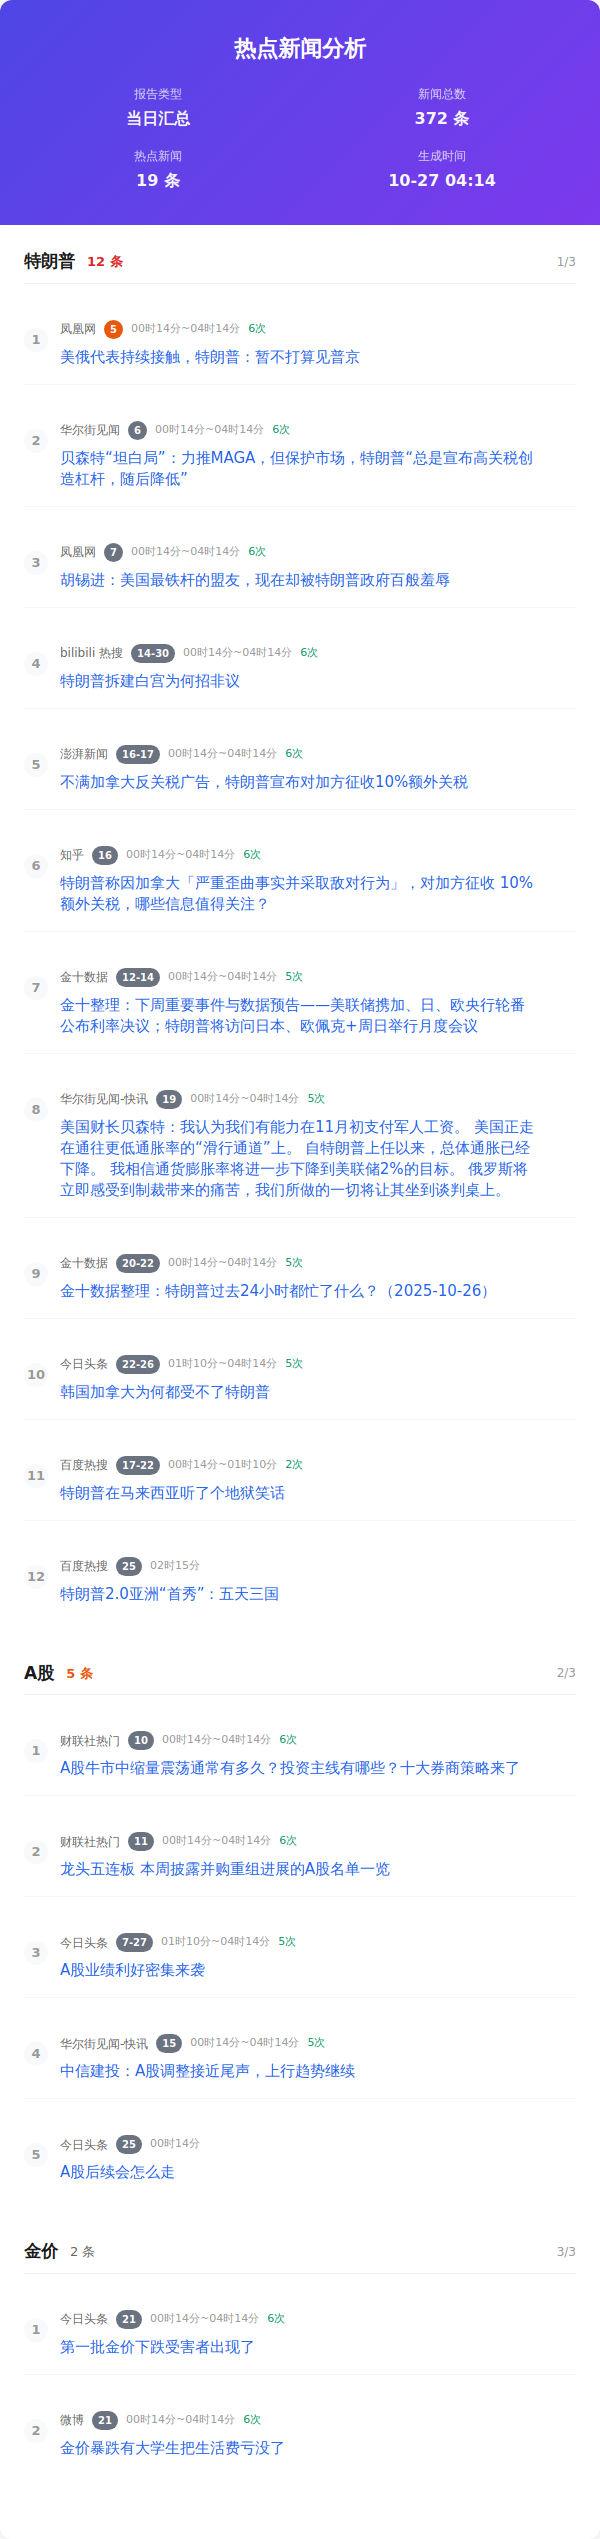 热点新闻分析
报告类型
新闻总数
当日汇总
372 条
热点新闻
生成时间
19 条
10-27 04:14
特朗普 12 条 1/3
1 凤凰网 5 00时14分~04时14分 6次
美俄代表持续接触，特朗普：暂不打算见普京
2 华尔街见闻 6 00时14分~04时14分 6次
贝森特“坦白局”：力推MAGA，但保护市场，特朗普“总是宣布高关税创
造杠杆，随后降低”
3 凤凰网 7 00时14分~04时14分 6次
胡锡进：美国最铁杆的盟友，现在却被特朗普政府百般羞辱
4 bilibili 热搜 14-30 00时14分~04时14分 6次
特朗普拆建白宫为何招非议
5 澎湃新闻 16-17 00时14分~04时14分 6次
不满加拿大反关税广告，特朗普宣布对加方征收10%额外关税
6 知乎 16 00时14分~04时14分 6次
特朗普称因加拿大「严重歪曲事实并采取敌对行为」，对加方征收 10%
额外关税，哪些信息值得关注？
7 金十数据 12-14 00时14分~04时14分 5次
金十整理：下周重要事件与数据预告——美联储携加、日、欧央行轮番
公布利率决议；特朗普将访问日本、欧佩克+周日举行月度会议
8 华尔街见闻-快讯 19 00时14分~04时14分 5次
美国财长贝森特：我认为我们有能力在11月初支付军人工资。 美国正走
在通往更低通胀率的“滑行通道”上。 自特朗普上任以来，总体通胀已经
下降。 我相信通货膨胀率将进一步下降到美联储2%的目标。 俄罗斯将
立即感受到制裁带来的痛苦，我们所做的一切将让其坐到谈判桌上。
9 金十数据 20-22 00时14分~04时14分 5次
金十数据整理：特朗普过去24小时都忙了什么？（2025-10-26）
10 今日头条 22-26 01时10分~04时14分 5次
韩国加拿大为何都受不了特朗普
11 百度热搜 17-22 00时14分~01时10分 2次
特朗普在马来西亚听了个地狱笑话
12 百度热搜 25 02时15分
特朗普2.0亚洲“首秀”：五天三国
A股 5 条 2/3
1 财联社热门 10 00时14分~04时14分 6次
A股牛市中缩量震荡通常有多久？投资主线有哪些？十大券商策略来了
2 财联社热门 11 00时14分~04时14分 6次
龙头五连板 本周披露并购重组进展的A股名单一览
3 今日头条 7-27 01时10分~04时14分 5次
A股业绩利好密集来袭
4 华尔街见闻-快讯 15 00时14分~04时14分 5次
中信建投：A股调整接近尾声，上行趋势继续
5 今日头条 25 00时14分
A股后续会怎么走
金价 2 条 3/3
1 今日头条 21 00时14分~04时14分 6次
第一批金价下跌受害者出现了
2 微博 21 00时14分~04时14分 6次
金价暴跌有大学生把生活费亏没了